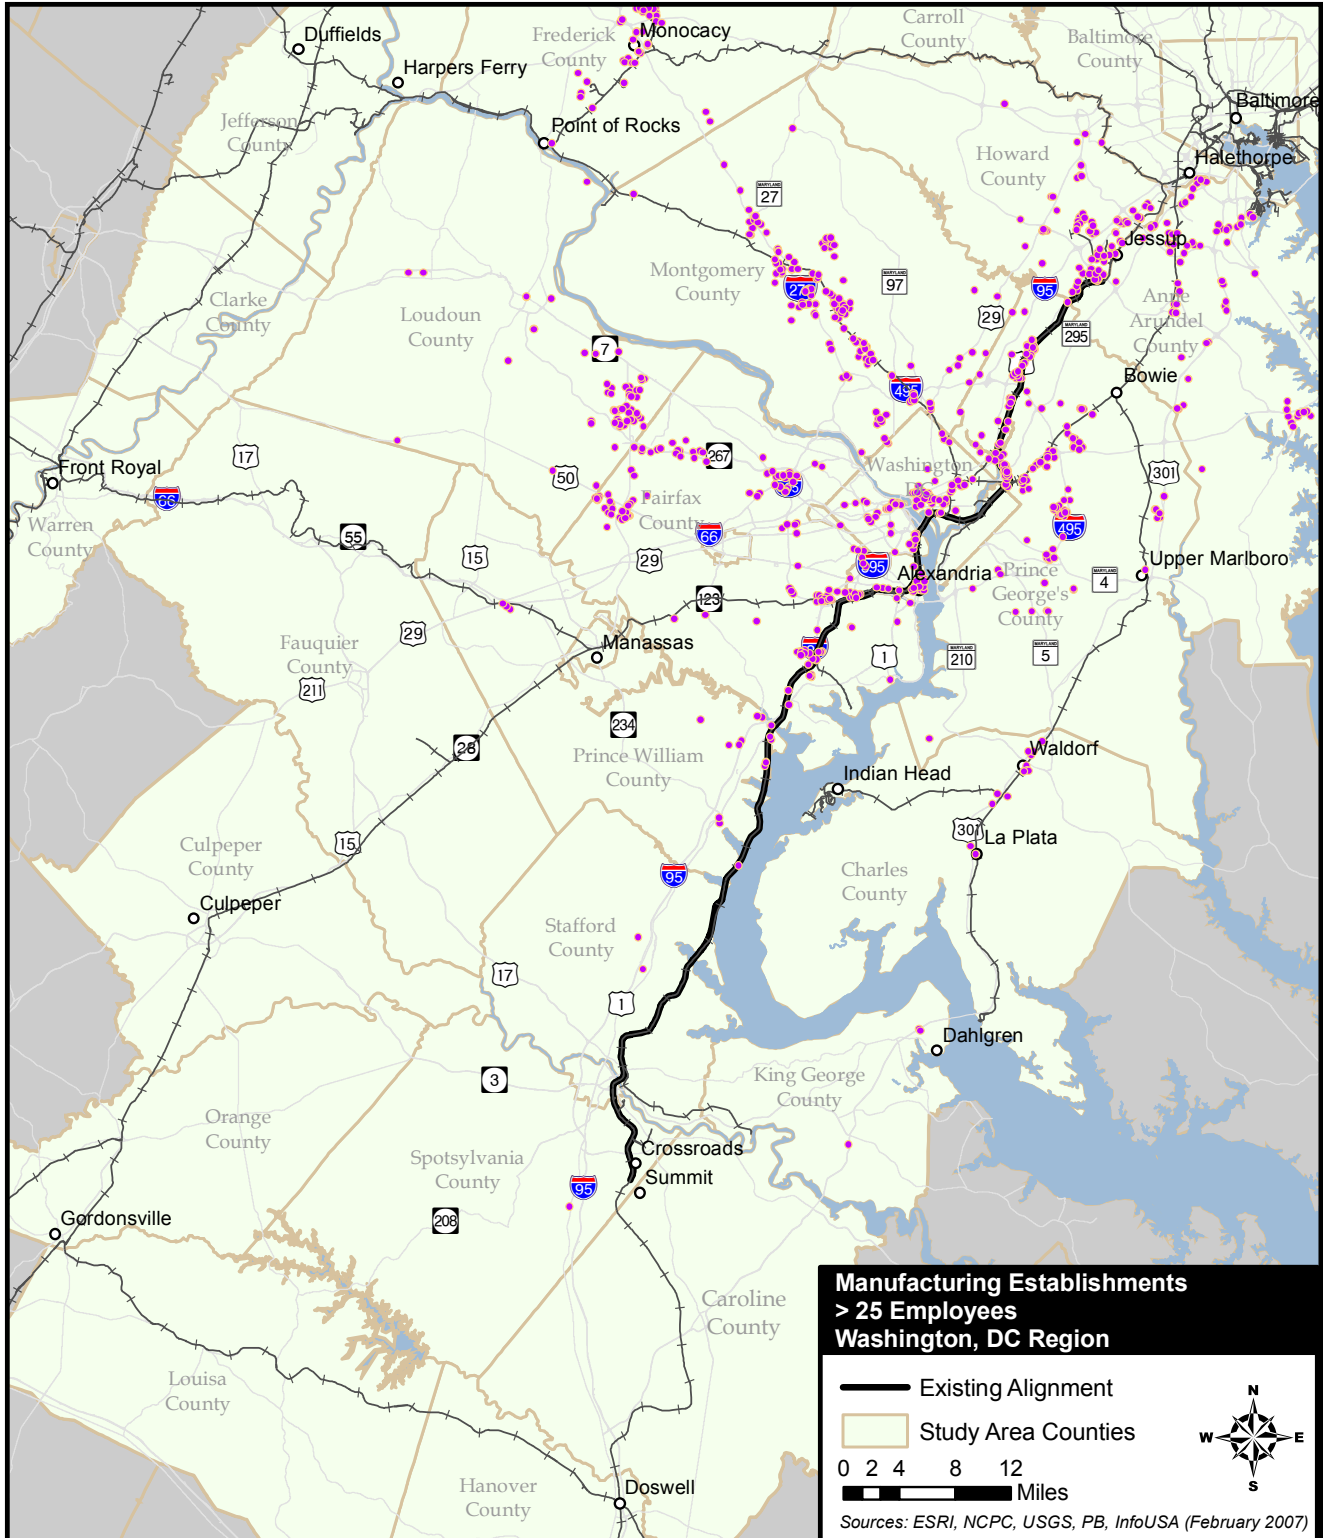 Duffields
Frederick
County
Monocacy
Carroll
County
Baltimore
County
Harpers Ferry
Baltimore
Jefferson
County
Point of Rocks
Howard
County
Halethorpe
MARYLAND
27
Jessup
Montgomery
County
MARYLAND
97
95
Clarke
County
Loudoun
County
29
Anne
Arundel
County
MARYLAND
295
7
Bowie
495
17
267
Front Royal
66
50
Washington
301
Fairfax
County
495
Warren
County
55
15
66
29
Upper Marlboro
Alexandria
Prince
George's
County
MARYLAND
4
123
29
Fauquier
County
Manassas
1
MARYLAND
210
MARYLAND
5
211
234
28
Prince William
County
Waldorf
Indian Head
15
301
La Plata
Culpeper
County
95
Charles
County
Culpeper
Stafford
County
17
1
Dahlgren
3
King George
County
Orange
County
Crossroads
Spotsylvania
County
Summit
95
Gordonsville
208
Caroline
County
Louisa
County
Hanover
County
Doswell
Manufacturing Establishments
> 25 Employees
Washington, DC Region
Existing Alignment
Study Area Counties
0 2 4 8 12
Miles
N
W E
S
Sources: ESRI, NCPC, USGS, PB, InfoUSA (February 2007)